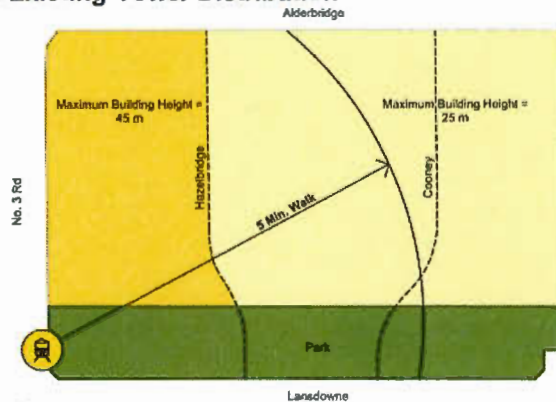 Alderbridge
Maximum Building Height =
45 m
Maximum Building Height =
25 m
No. 3 Rd
Hazelbridge
Cooney
5 Min. Walk
Park
Lansdowne